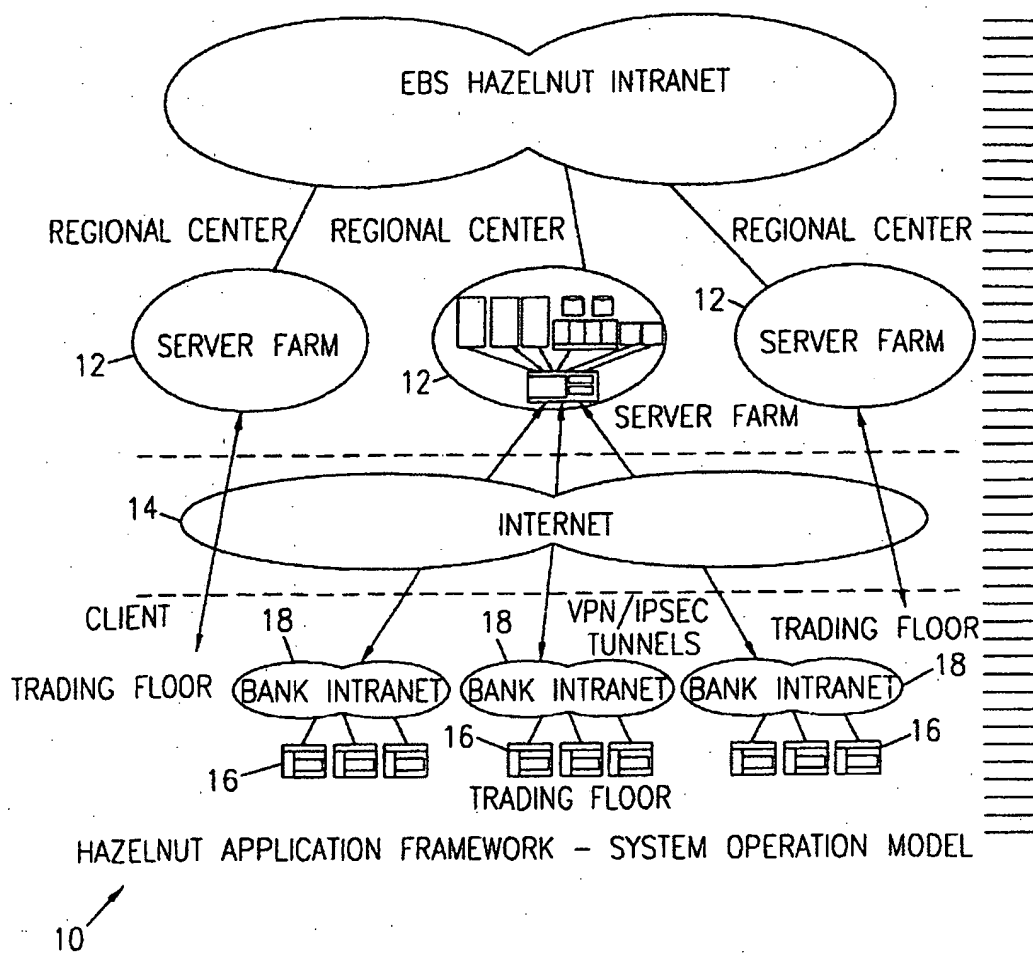 EBS HAZELNUT INTRANET
REGIONAL CENTER
REGIONAL CENTER
REGIONAL CENTER
12
SERVER FARM
12
12
SERVER FARM
SERVER FARM
14
INTERNET
CLIENT
VPN/IPSEC
TUNNELS
TRADING FLOOR
TRADING FLOOR
18
18
18
BANK INTRANET
BANK INTRANET
BANK INTRANET
16
16
16
TRADING FLOOR
HAZELNUT APPLICATION FRAMEWORK – SYSTEM OPERATION MODEL
10